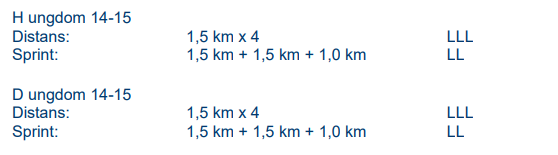 H ungdom 14-15
Distans: 1,5 km x 4 LLL
Sprint: 1,5 km + 1,5 km + 1,0 km LL
D ungdom 14-15
Distans: 1,5 km x 4 LLL
Sprint: 1,5 km + 1,5 km + 1,0 km LL